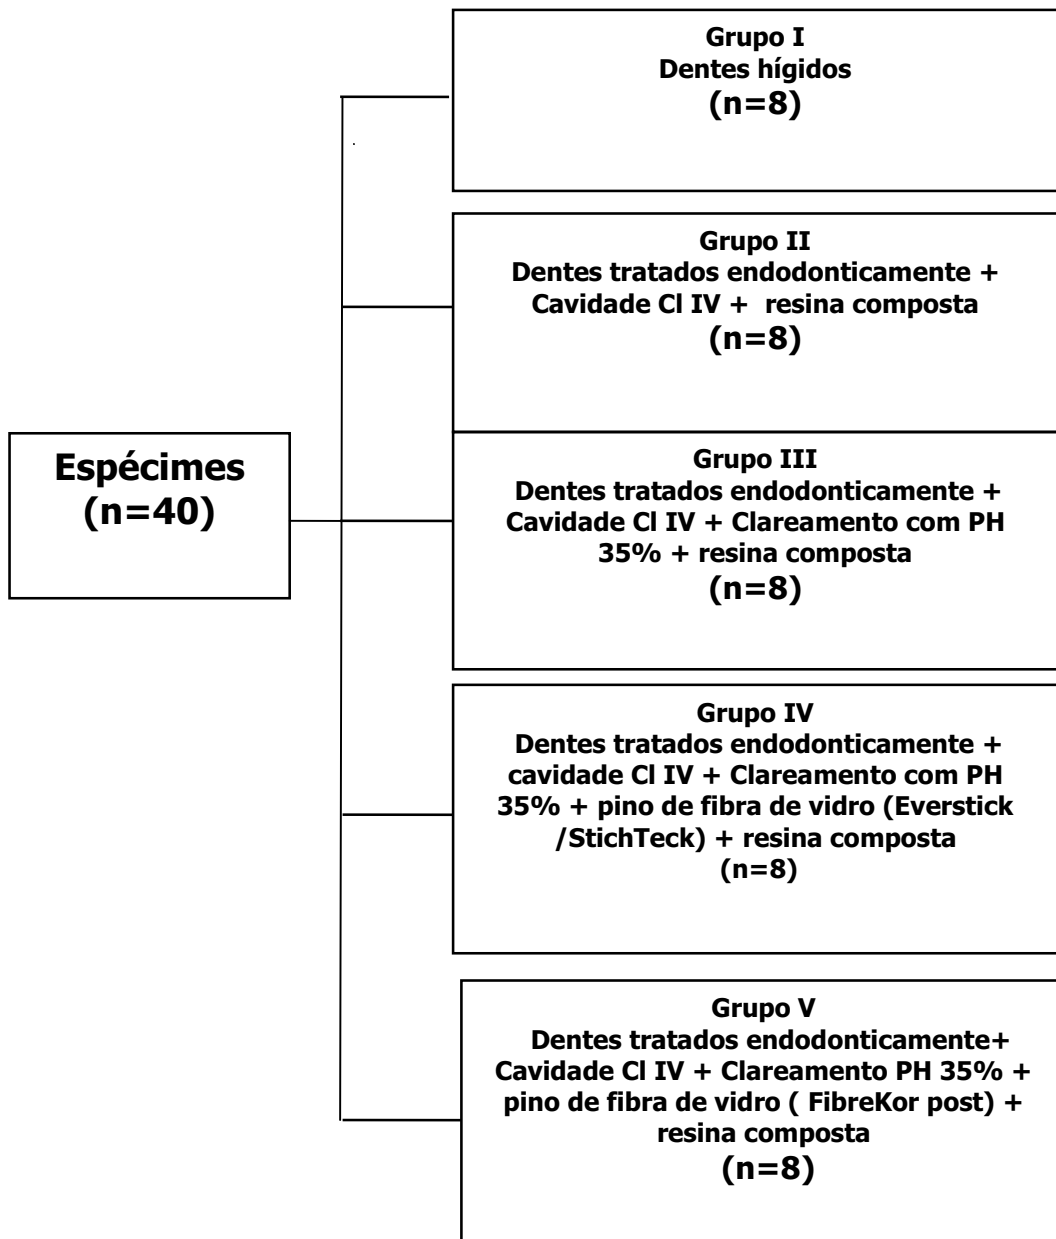 Grupo I
Dentes hígidos
(n=8)
Grupo II
Dentes tratados endodonticamente +
Cavidade Cl IV + resina composta
(n=8)
Espécimes
(n=40)
Grupo III
Dentes tratados endodonticamente +
Cavidade Cl IV + Clareamento com PH
35% + resina composta
(n=8)
Grupo IV
Dentes tratados endodonticamente +
cavidade Cl IV + Clareamento com PH
35% + pino de fibra de vidro (Everstick
/StichTeck) + resina composta
(n=8)
Grupo V
Dentes tratados endodonticamente+
Cavidade Cl IV + Clareamento PH 35% +
pino de fibra de vidro ( FibreKor post) +
resina composta
(n=8)